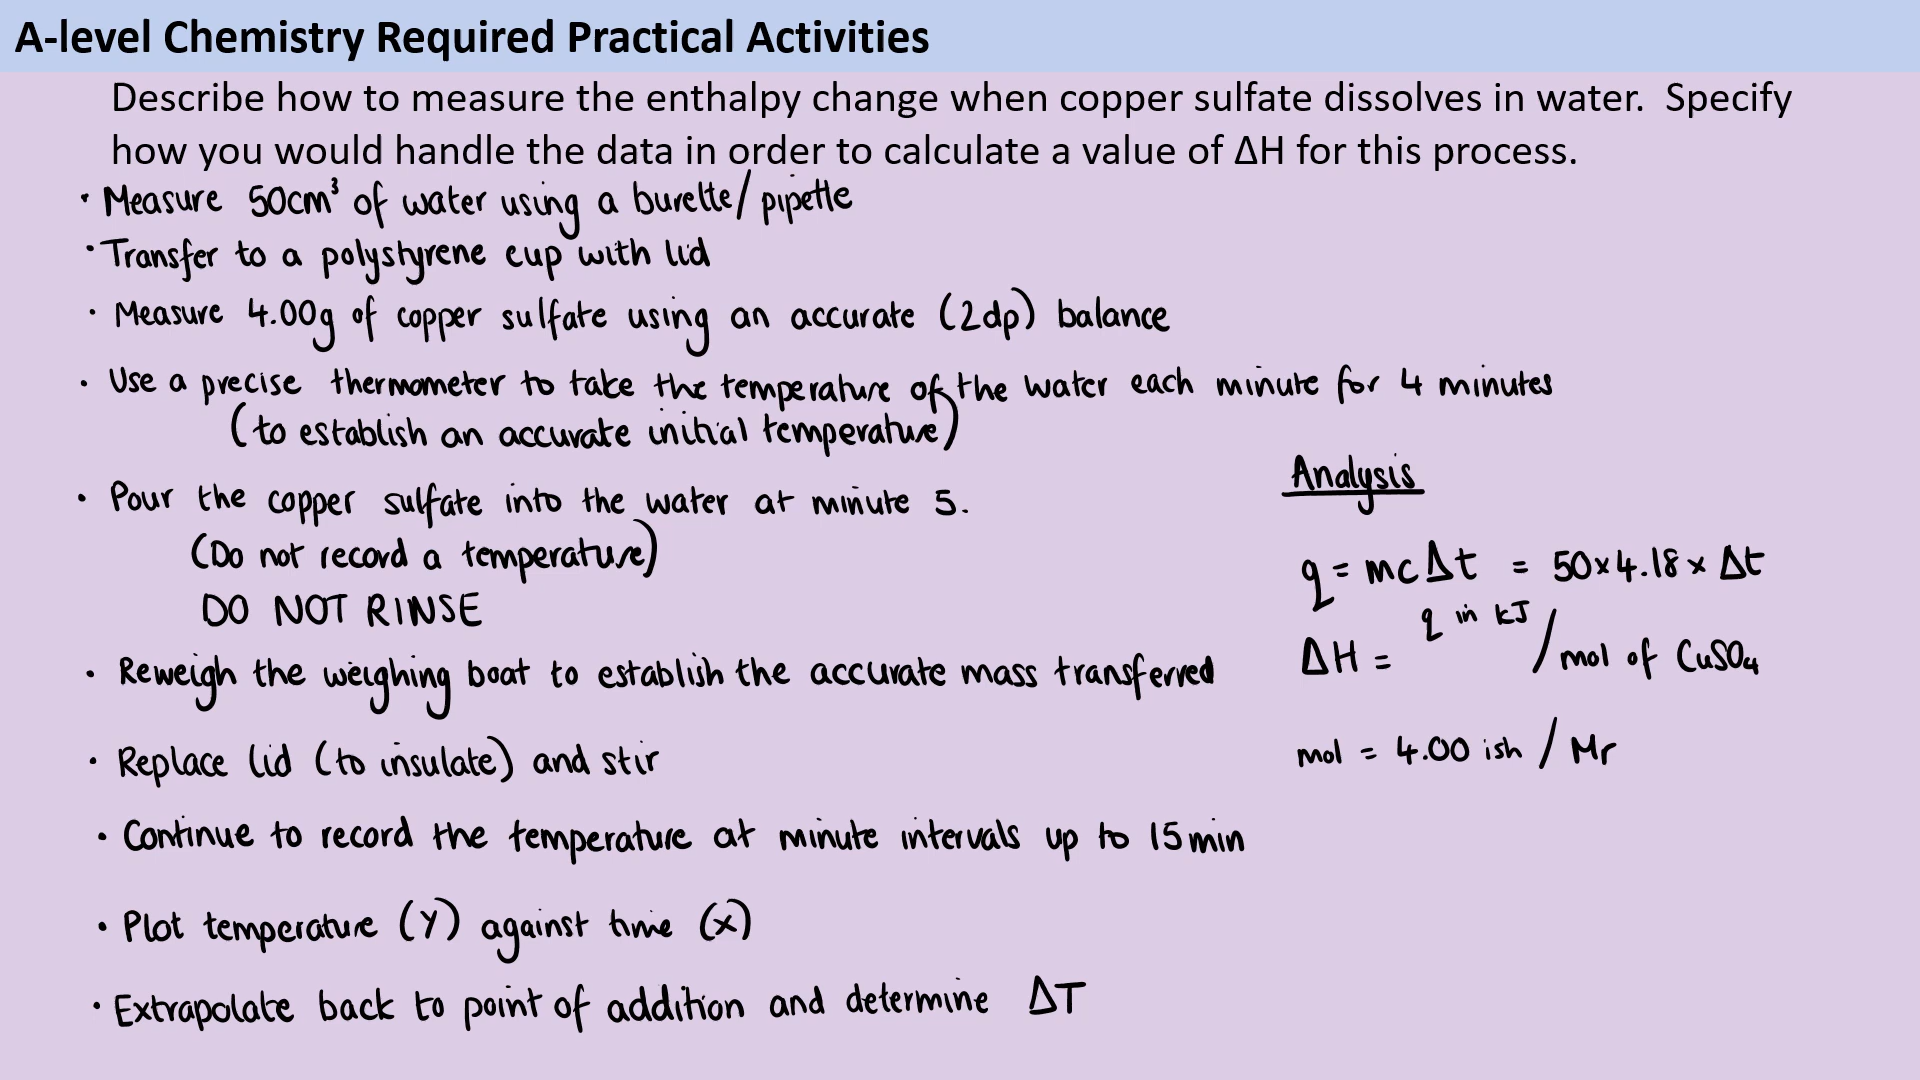 A-level Chemistry Required Practical Activities
Describe how to measure the enthalpy change when copper sulfate dissolves in water. Specify
how you would handle the data in order to calculate a value of ΔH for this process.
· Measure 50cm³ of water using a burette/pipette
· Transfer to a polystyrene cup with lid
· Measure 4.00g of copper sulfate using an accurate (2dp) balance
· Use a precise thermometer to take the temperature of the water each minute for 4 minutes
(to establish an accurate initial temperature)
· Pour the copper sulfate into the water at minute 5.
(Do not record a temperature)
DO NOT RINSE
· Reweigh the weighing boat to establish the accurate mass transferred
· Replace lid (to insulate) and stir
· Continue to record the temperature at minute intervals up to 15min
· Plot temperature (Y) against time (x)
· Extrapolate back to point of addition and determine ΔT
Analysis
q = mcΔt = 50×4.18× Δt
ΔH = q in kJ / mol of CuSO₄
mol = 4.00 ish / Mr